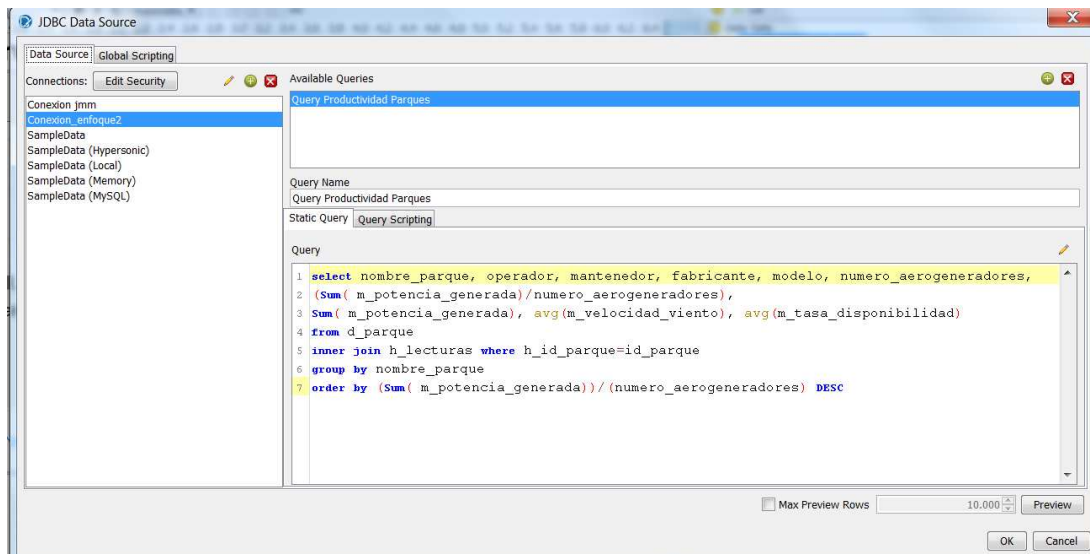 JDBC Data Source
Data Source Global Scripting
Connections: Edit Security
Conexion jmm
Conexion_enfoque2
SampleData
SampleData (Hypersonic)
SampleData (Local)
SampleData (Memory)
SampleData (MySQL)
Available Queries
Query Productividad Parques
Query Name
Query Productividad Parques
Static Query Query Scripting
Query
1 select nombre_parque, operador, mantenedor, fabricante, modelo, numero_aerogeneradores,
2 (Sum( m_potencia_generada)/numero_aerogeneradores),
3 Sum( m_potencia_generada), avg(m_velocidad_viento), avg(m_tasa_disponibilidad)
4 from d_parque
5 inner join h_lecturas where h_id_parque=id_parque
6 group by nombre_parque
7 order by (Sum( m_potencia_generada))/(numero_aerogeneradores) DESC
Max Preview Rows 10.000 Preview
OK Cancel